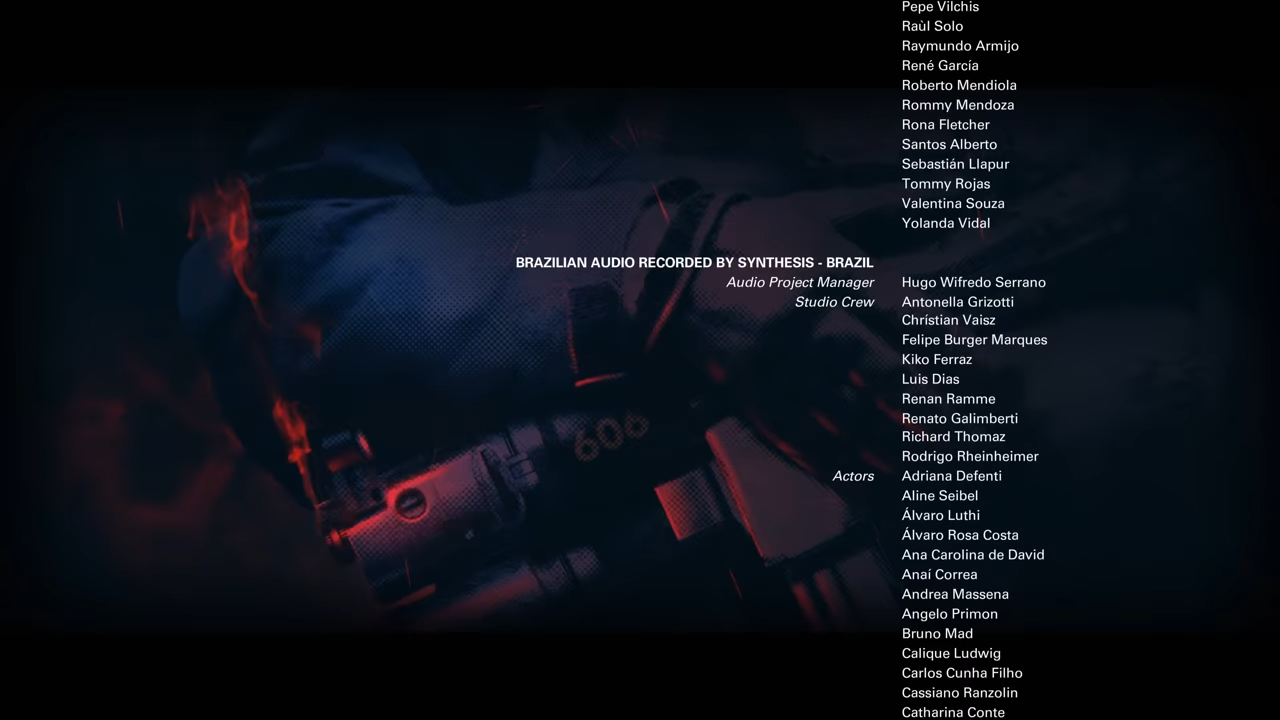 Pepe Vilchis
Raùl Solo
Raymundo Armijo
René García
Roberto Mendiola
Rommy Mendoza
Rona Fletcher
Santos Alberto
Sebastián Llapur
Tommy Rojas
Valentina Souza
Yolanda Vidal
BRAZILIAN AUDIO RECORDED BY SYNTHESIS - BRAZIL
Audio Project Manager Hugo Wifredo Serrano
Studio Crew Antonella Grizotti
Chrístian Vaisz
Felipe Burger Marques
Kiko Ferraz
Luis Dias
Renan Ramme
Renato Galimberti
Richard Thomaz
Rodrigo Rheinheimer
Actors Adriana Defenti
Aline Seibel
Álvaro Luthi
Álvaro Rosa Costa
Ana Carolina de David
Anaí Correa
Andrea Massena
Angelo Primon
Bruno Mad
Calique Ludwig
Carlos Cunha Filho
Cassiano Ranzolin
Catharina Conte
606